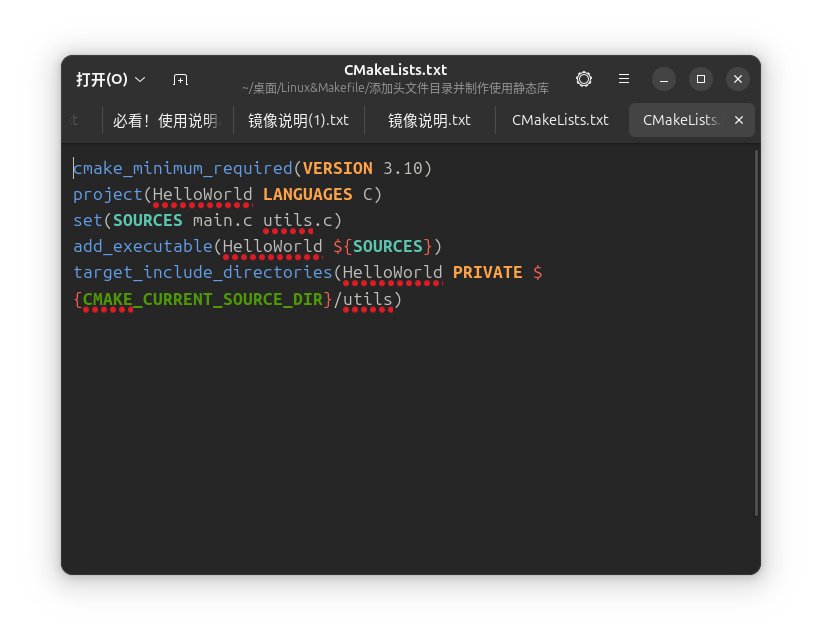 打开(O)
CMakeLists.txt
~/桌面/Linux&Makefile/添加头文件目录并制作使用静态库
必看！使用说明. 镜像说明(1).txt 镜像说明.txt CMakeLists.txt CMakeLists.
cmake_minimum_required(VERSION 3.10)
project(HelloWorld LANGUAGES C)
set(SOURCES main.c utils.c)
add_executable(HelloWorld ${SOURCES})
target_include_directories(HelloWorld PRIVATE $
{CMAKE_CURRENT_SOURCE_DIR}/utils)